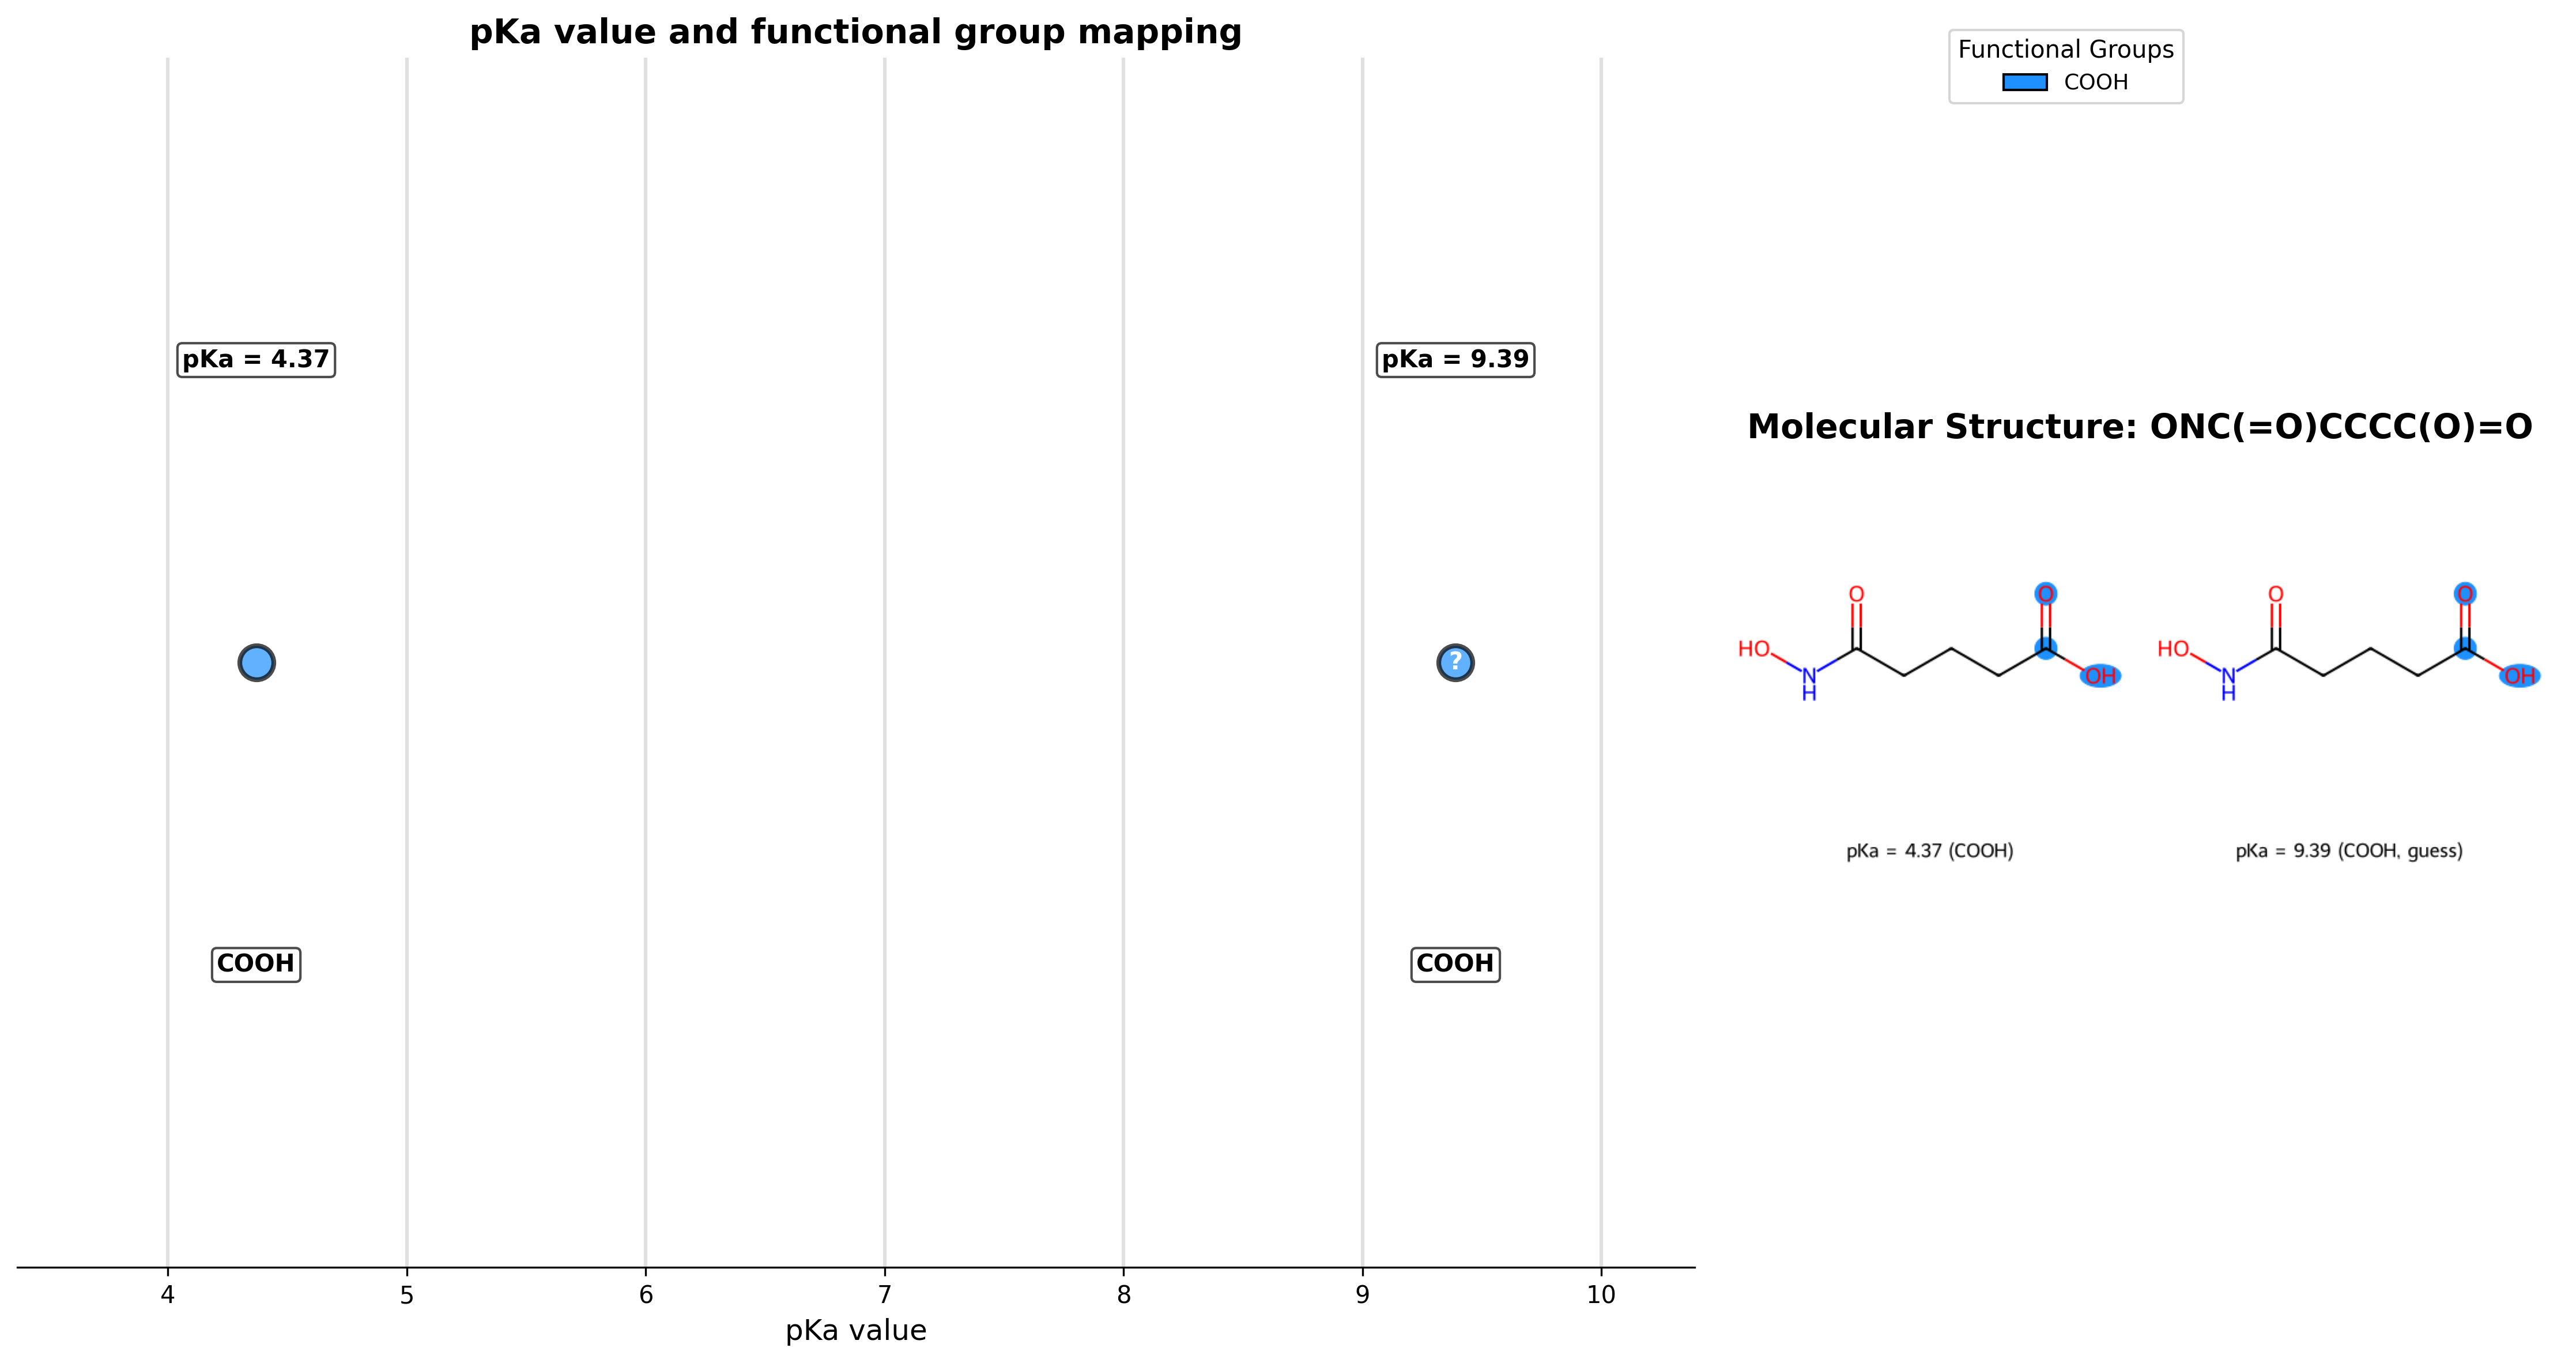 pKa value and functional group mapping
pKa = 4.37
pKa = 9.39
?
COOH
COOH
4 5 6 7 8 9 10
pKa value
Functional Groups
COOH
Molecular Structure: ONC(=O)CCCC(O)=O
O
O
HO
N
H
OH
O
O
HO
N
H
OH
pKa = 4.37 (COOH)
pKa = 9.39 (COOH, guess)